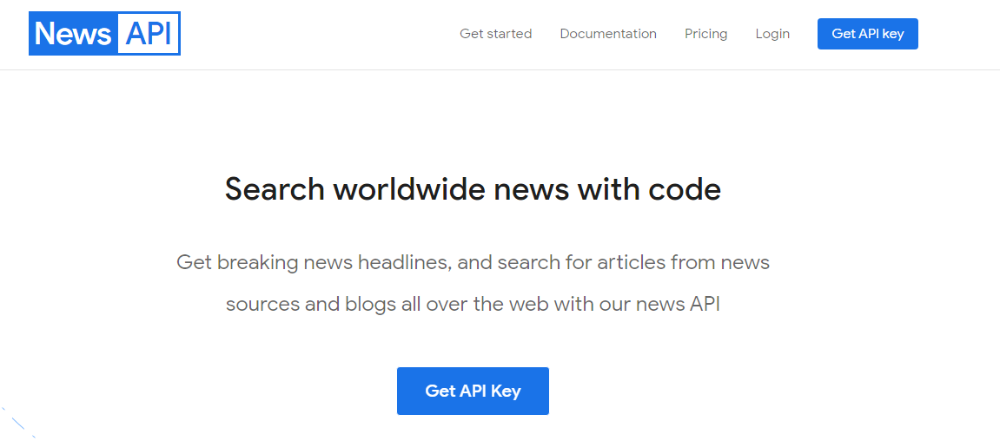 News API
Get started
Documentation
Pricing
Login
Get API key
Search worldwide news with code
Get breaking news headlines, and search for articles from news
sources and blogs all over the web with our news API
Get API Key